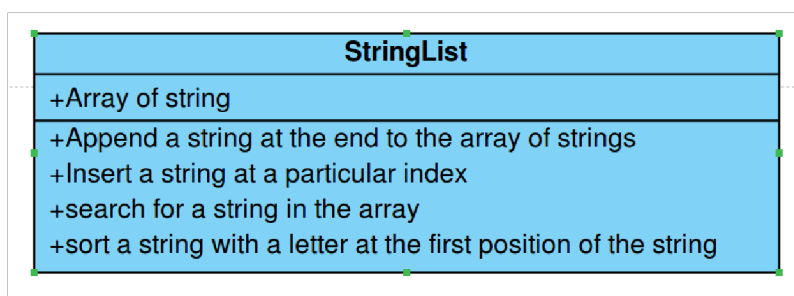 StringList
+Array of string
+Append a string at the end to the array of strings
+Insert a string at a particular index
+search for a string in the array
+sort a string with a letter at the first position of the string